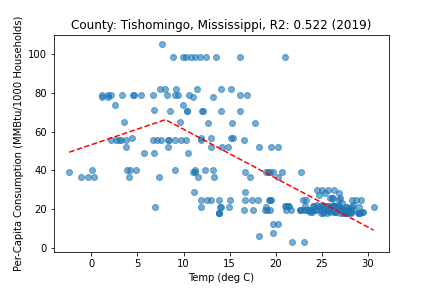 County: Tishomingo, Mississippi, R2: 0.522 (2019)
Per-Capita Consumption (MMBtu/1000 Households)
100
80
60
40
20
0
0 5 10 15 20 25 30
Temp (deg C)